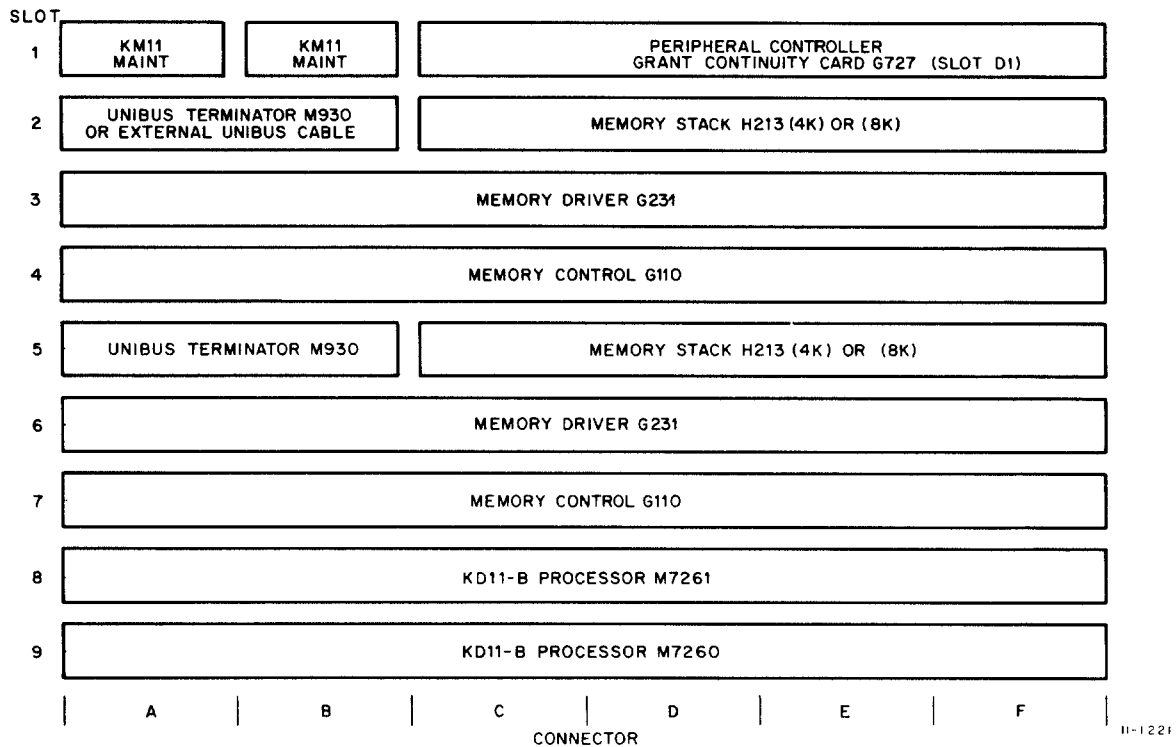 SLOT
1
KM11
MAINT
KM11
MAINT
PERIPHERAL CONTROLLER
GRANT CONTINUITY CARD G727 (SLOT D1)
2
UNIBUS TERMINATOR M930
OR EXTERNAL UNIBUS CABLE
MEMORY STACK H213 (4K) OR (8K)
3
MEMORY DRIVER G231
4
MEMORY CONTROL G110
5
UNIBUS TERMINATOR M930
MEMORY STACK H213 (4K) OR (8K)
6
MEMORY DRIVER G231
7
MEMORY CONTROL G110
8
KD11-B PROCESSOR M7261
9
KD11-B PROCESSOR M7260
A B C D E F
CONNECTOR
11-1221